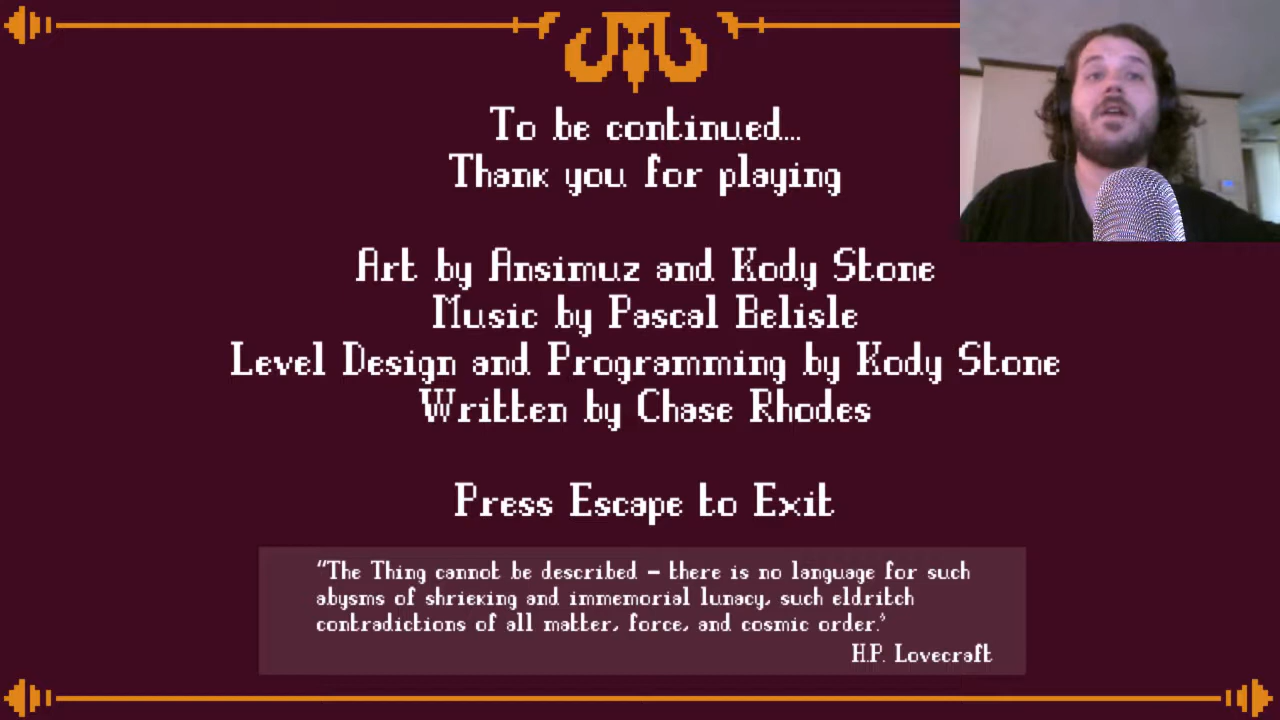 To be continued...
Thank you for playing
Art by Ansimuz and Kody Stone
Music by Pascal Belisle
Level Design and Programming by Kody Stone
Written by Chase Rhodes
Press Escape to Exit
"The Thing cannot be described - there is no language for such
abysms of shrieking and immemorial lunacy, such eldritch
contradictions of all matter, force, and cosmic order."
H.P. Lovecraft